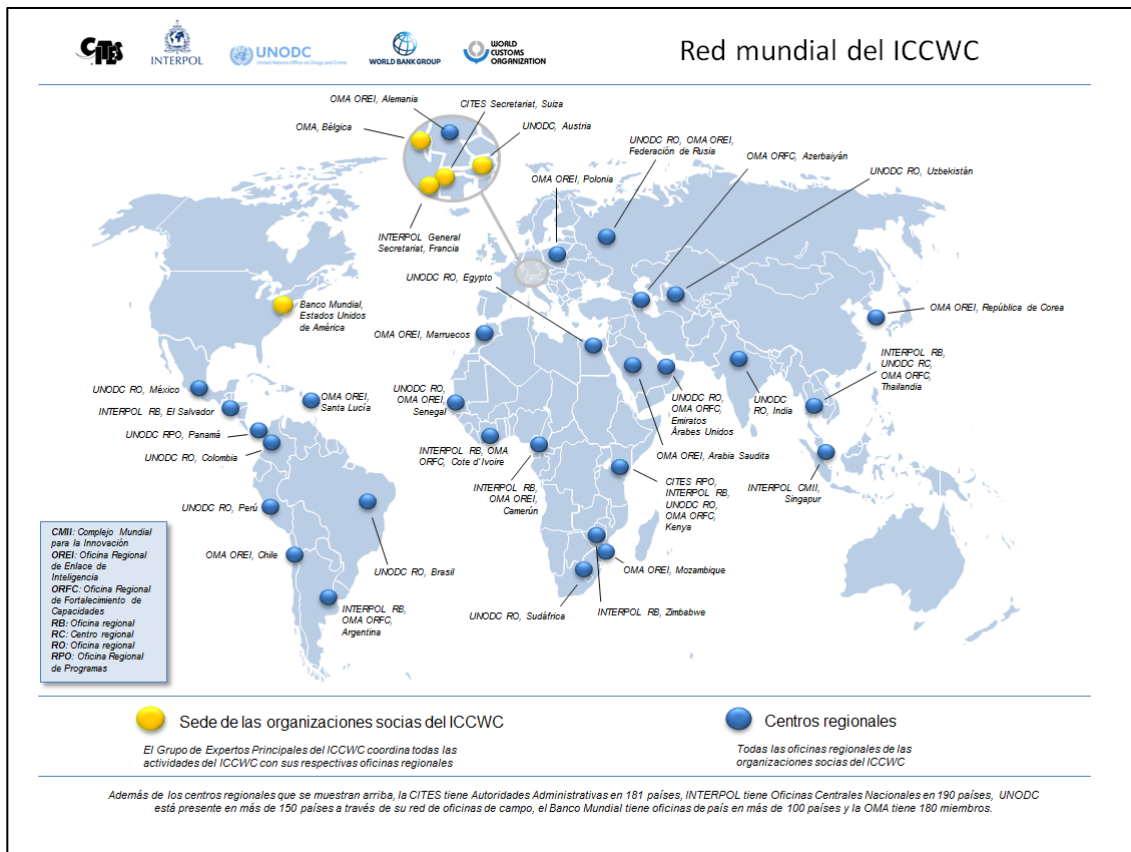 CITES
INTERPOL
UNODC
United Nations Office on Drugs and Crime
WORLD BANK GROUP
WORLD
CUSTOMS
ORGANIZATION
Red mundial del ICCWC
OMA OREI, Alemania
CITES Secretariat, Suiza
OMA, Bélgica
UNODC, Austria
UNODC RO, OMA OREI,
Federación de Rusia
OMA ORFC, Azerbaiyán
UNODC RO, Uzbekistán
OMA OREI, Polonia
INTERPOL General
Secretariat, Francia
UNODC RO, Egypto
Banco Mundial,
Estados Unidos
de América
OMA OREI, Marruecos
OMA OREI, República de Corea
INTERPOL RB,
UNODC RC,
OMA ORFC,
Thailandia
UNODC RO, México
OMA OREI,
Santa Lucía
UNODC RO,
OMA OREI,
Senegal
UNODC RO,
OMA ORFC,
Emiratos
Árabes Unidos
UNODC
RO, India
INTERPOL RB, El Salvador
UNODC RPO, Panamá
UNODC RO, Colombia
INTERPOL RB, OMA
ORFC, Cote d'Ivoire
OMA OREI, Arabia Saudita
INTERPOL RB,
OMA OREI,
Camerún
CITES RPO,
INTERPOL RB,
UNODC RO,
OMA ORFC,
Kenya
INTERPOL CMII,
Singapur
UNODC RO, Perú
OMA OREI, Chile
UNODC RO, Brasil
OMA OREI, Mozambique
INTERPOL RB,
OMA ORFC,
Argentina
UNODC RO, Sudáfrica
INTERPOL RB, Zimbabwe
CMII: Complejo Mundial
para la Innovación
OREI: Oficina Regional
de Enlace de
Inteligencia
ORFC: Oficina Regional
de Fortalecimiento de
Capacidades
RB: Oficina regional
RC: Centro regional
RO: Oficina regional
RPO: Oficina Regional
de Programas
Sede de las organizaciones socias del ICCWC
El Grupo de Expertos Principales del ICCWC coordina todas las
actividades del ICCWC con sus respectivas oficinas regionales
Centros regionales
Todas las oficinas regionales de las
organizaciones socias del ICCWC
Además de los centros regionales que se muestran arriba, la CITES tiene Autoridades Administrativas en 181 países, INTERPOL tiene Oficinas Centrales Nacionales en 190 países, UNODC
está presente en más de 150 países a través de su red de oficinas de campo, el Banco Mundial tiene oficinas de país en más de 100 países y la OMA tiene 180 miembros.